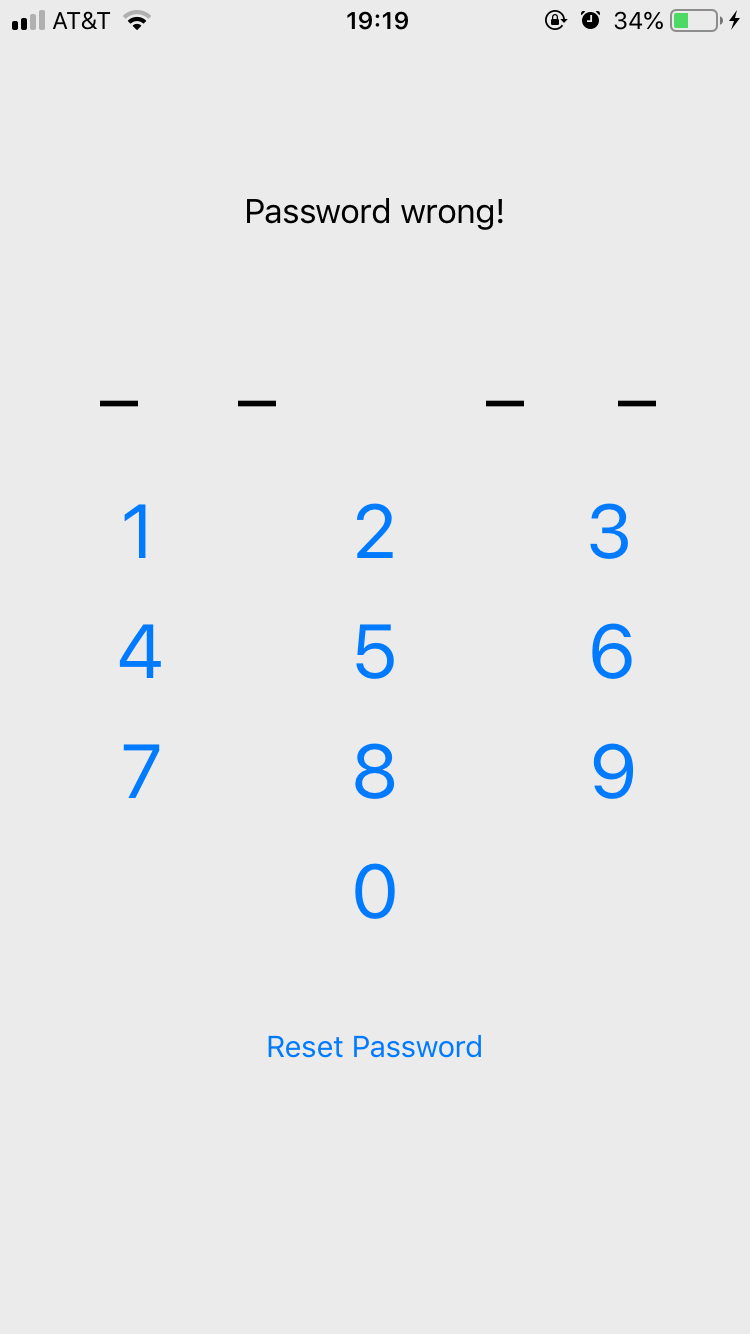 AT&T 19:19 34%
Password wrong!
_ _ _ _
1 2 3
4 5 6
7 8 9
0
Reset Password